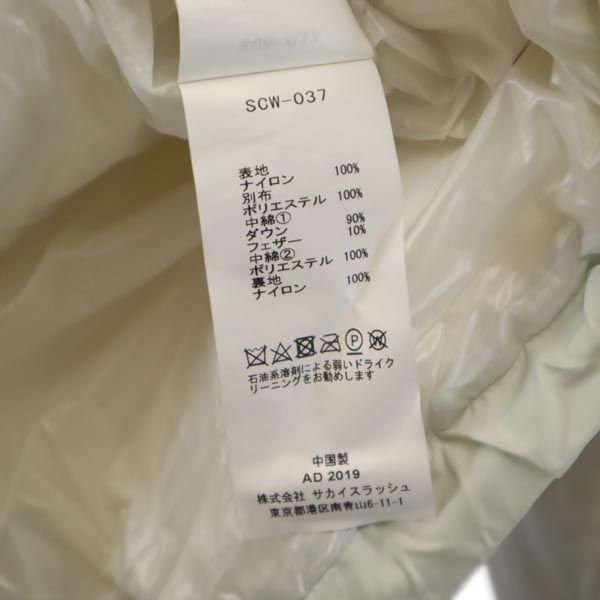 SCW-037
表地
ナイロン 100%
別布
ポリエステル 100%
中綿①
ダウン 90%
フェザー 10%
中綿②
ポリエステル 100%
裏地
ナイロン 100%
P W
石油系溶剤による弱いドライク
リーニングをお勧めします
中国製
AD 2019
株式会社 サカイスラッシュ
東京都港区南青山6-11-1